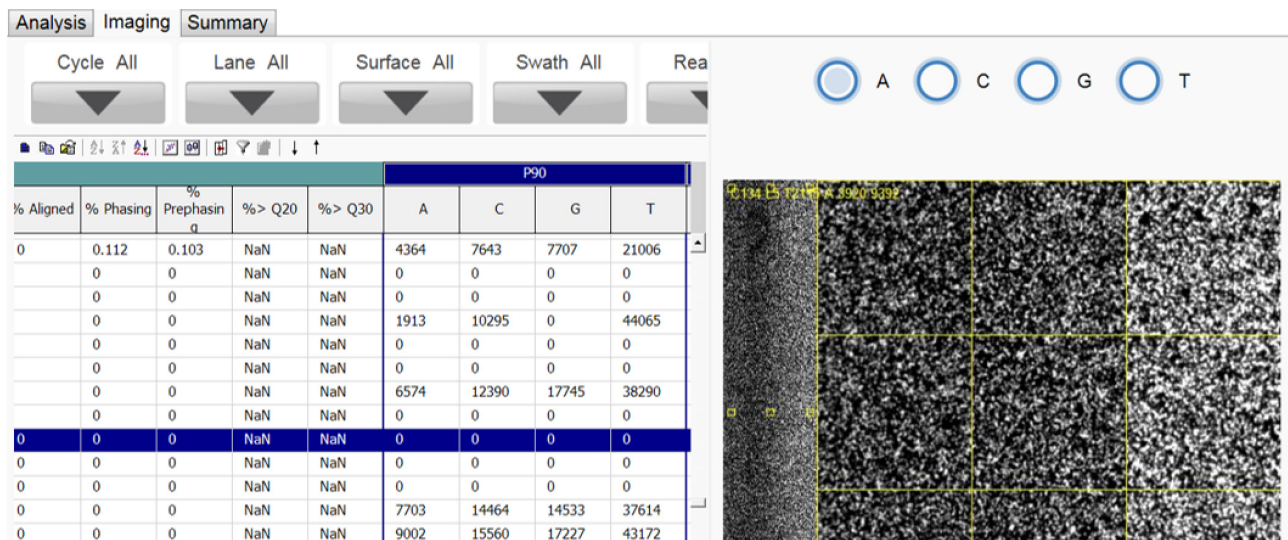 Analysis Imaging Summary
Cycle All Lane All Surface All Swath All Rea
A C G T
P90
% Aligned % Phasing % Prephasin g %> Q20 %> Q30 A C G T
0 0.112 0.103 NaN NaN 4364 7643 7707 21006
0 0 NaN NaN 0 0 0 0
0 0 NaN NaN 0 0 0 0
0 0 NaN NaN 1913 10295 0 44065
0 0 NaN NaN 0 0 0 0
0 0 NaN NaN 0 0 0 0
0 0 NaN NaN 6574 12390 17745 38290
0 0 NaN NaN 0 0 0 0
0 0 0 NaN NaN 0 0 0 0
0 0 0 NaN NaN 0 0 0 0
0 0 0 NaN NaN 0 0 0 0
0 0 0 NaN NaN 7703 14464 14533 37614
0 0 0 NaN NaN 9002 15560 17227 43172
A 3920 9392